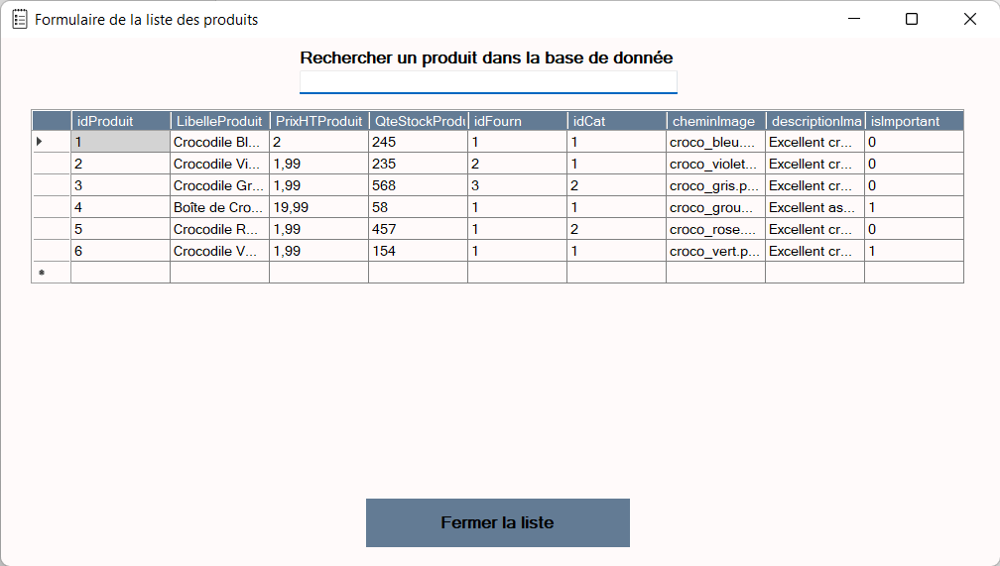 Formulaire de la liste des produits
Rechercher un produit dans la base de donnée
idProduit LibelleProduit PrixHTProduit QteStockProdu idFourn idCat cheminImage descriptionIma isImportant
1 Crocodile Bl... 2 245 1 1 croco_bleu.... Excellent cr... 0
2 Crocodile Vi... 1,99 235 2 1 croco_violet... Excellent cr... 0
3 Crocodile Gr... 1,99 568 3 2 croco_gris.p... Excellent cr... 0
4 Boîte de Cro... 19,99 58 1 1 croco_grou... Excellent as... 1
5 Crocodile R... 1,99 457 1 2 croco_rose.... Excellent cr... 0
6 Crocodile V... 1,99 154 1 1 croco_vert.p... Excellent cr... 1
Fermer la liste